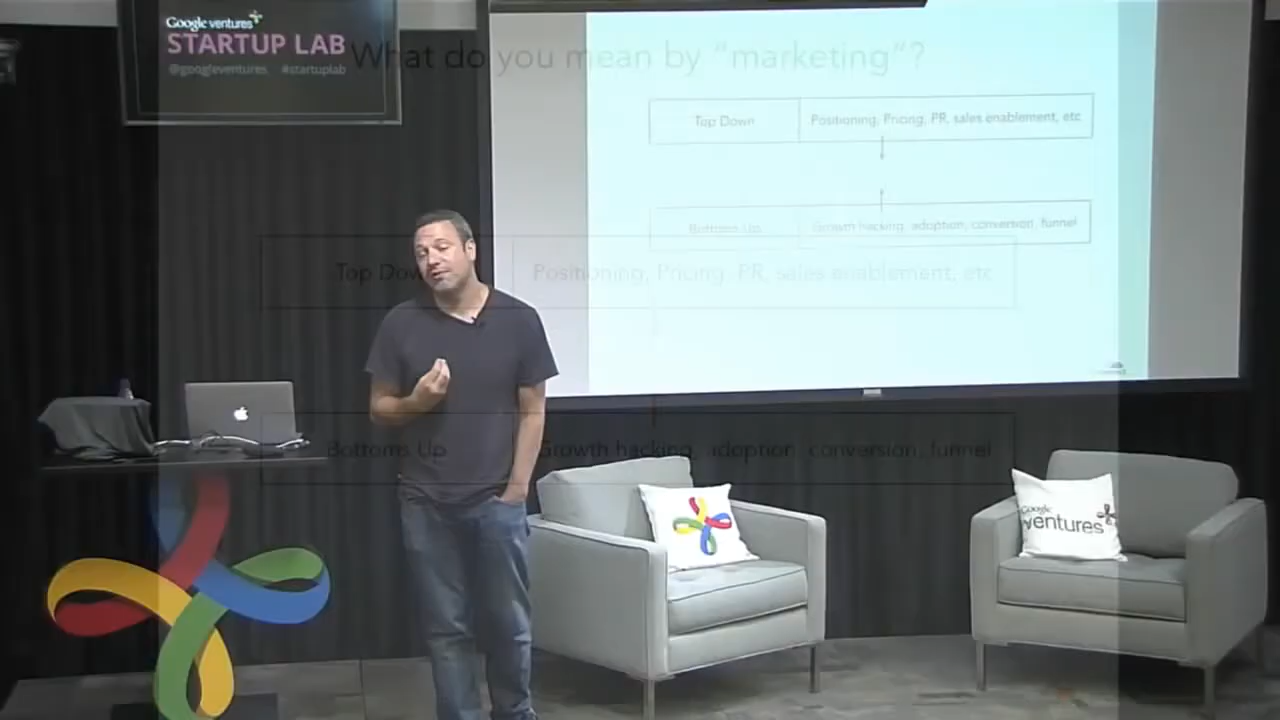 Google ventures
STARTUP LAB
@googleventures #startuplab
What do you mean by "marketing"?
Top Down Positioning, Pricing, PR, sales enablement, etc
Bottoms Up Growth hacking, adoption, conversion, funnel
Top Down Positioning, Pricing, PR, sales enablement, etc
Bottoms Up Growth hacking, adoption, conversion, funnel
Google
ventures